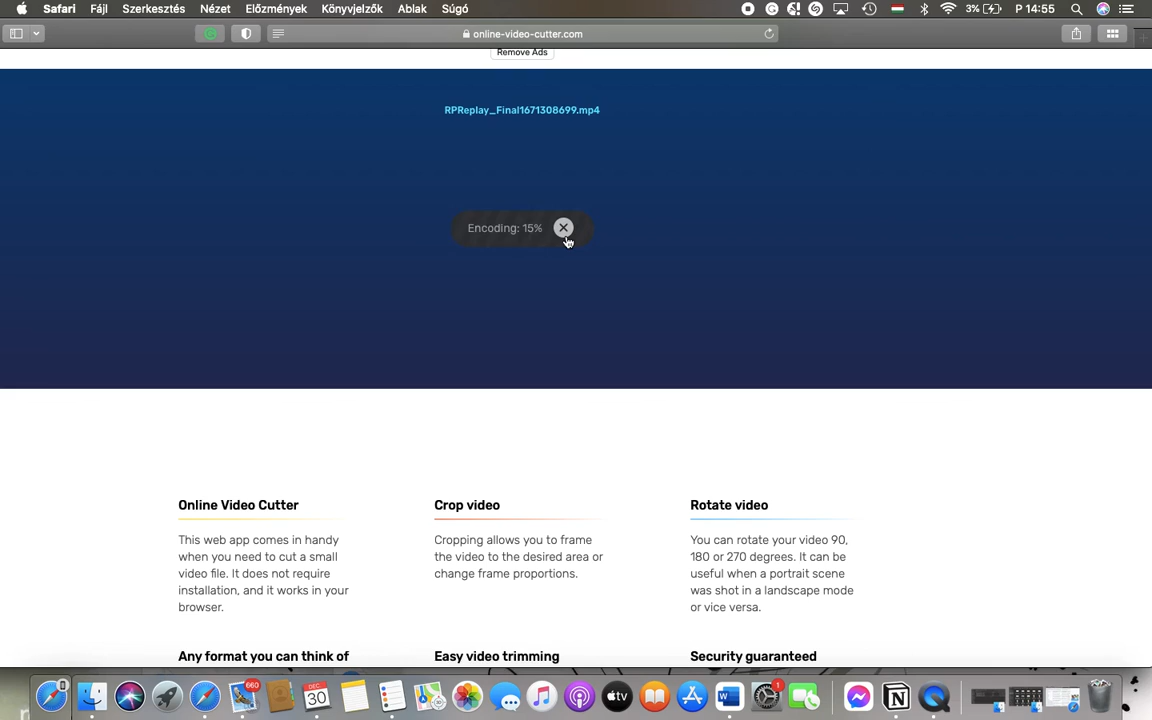 Safari Fájl Szerkesztés Nézet Előzmények Könyvjelzők Ablak Súgó 3% P 14:55
online-video-cutter.com
Remove Ads
RPReplay_Final1671308699.mp4
Encoding: 15%
Online Video Cutter
This web app comes in handy
when you need to cut a small
video file. It does not require
installation, and it works in your
browser.
Crop video
Cropping allows you to frame
the video to the desired area or
change frame proportions.
Rotate video
You can rotate your video 90,
180 or 270 degrees. It can be
useful when a portrait scene
was shot in a landscape mode
or vice versa.
Any format you can think of
Easy video trimming
Security guaranteed
660
DEC
30
tv
W
1
N